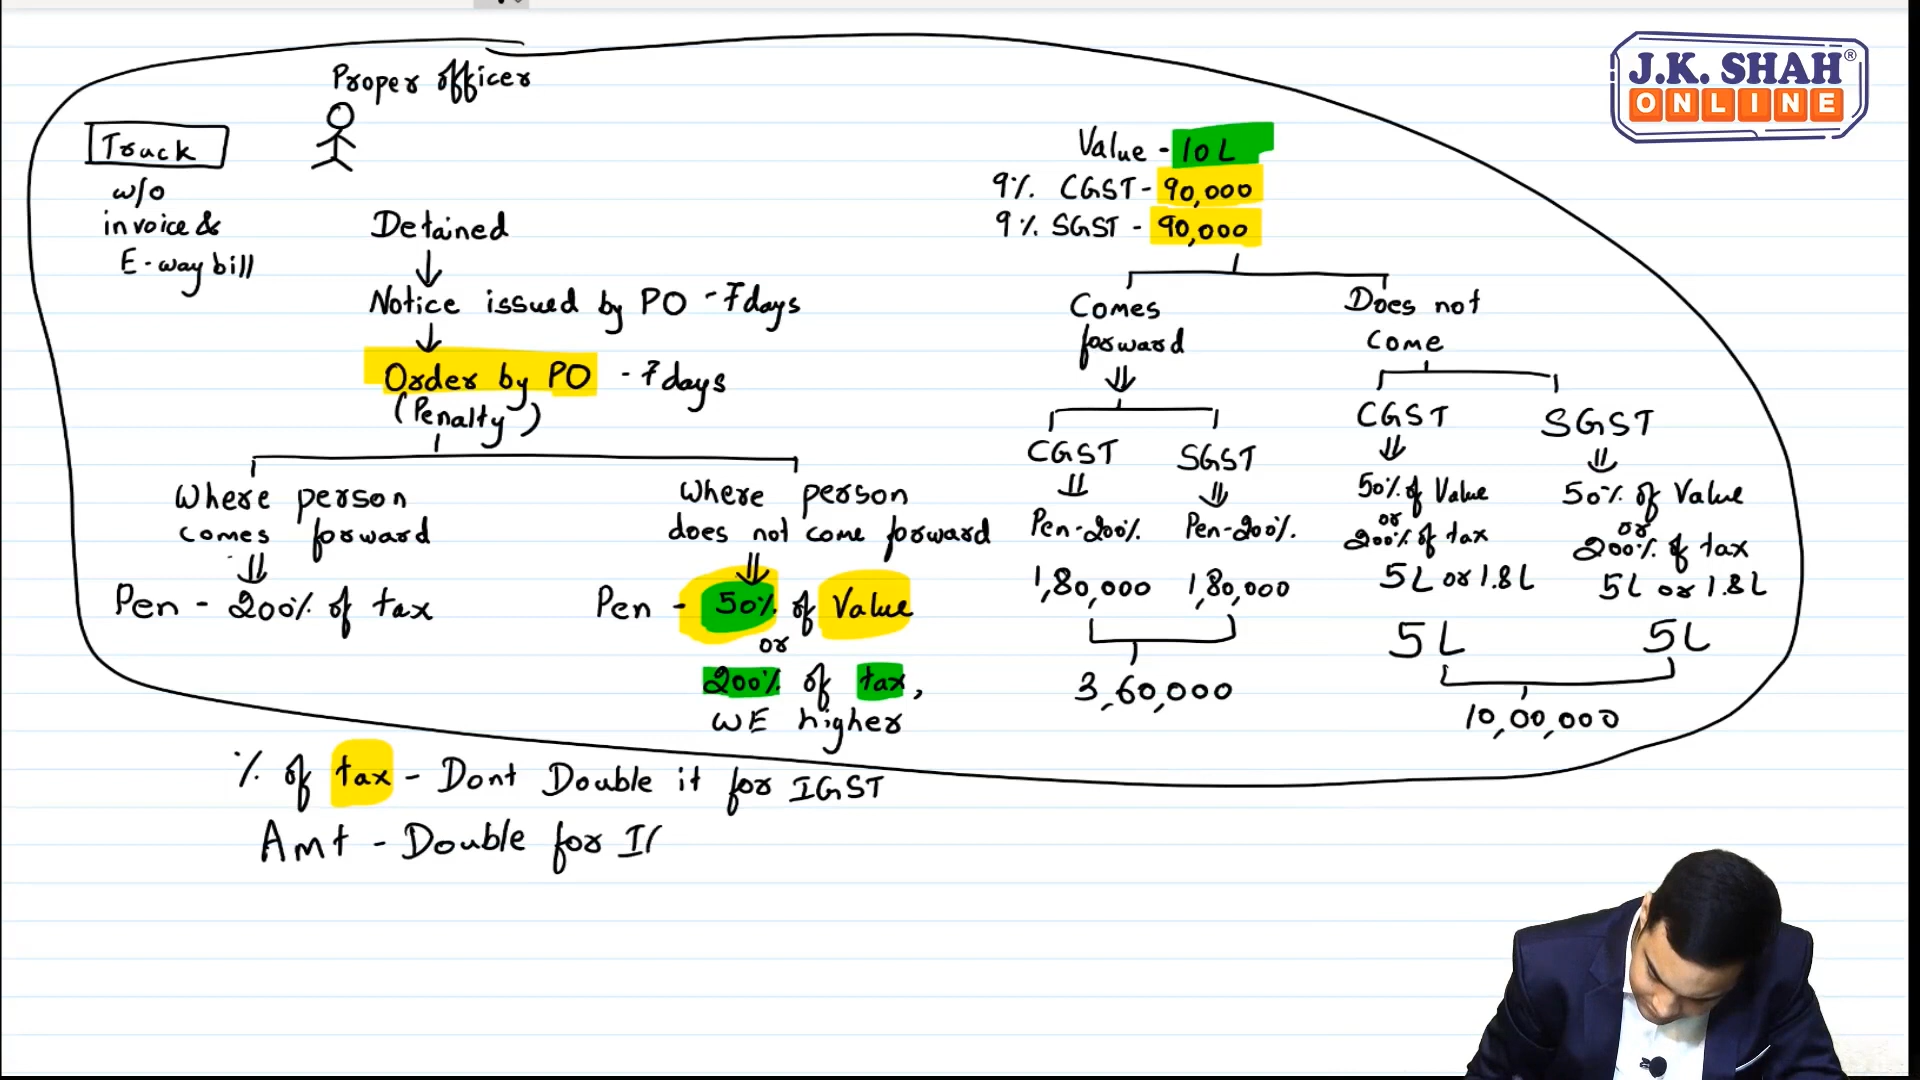 J.K. SHAH®
ONLINE
Proper officer
Truck
w/o
invoice &
E-way bill
Detained
Notice issued by PO - 7 days
Order by PO - 7 days
(Penalty)
Where person
comes forward
Pen - 200% of tax
Where person
does not come forward
Pen - 50% of Value
or
200% of tax,
WE higher
Value - 10 L
9% CGST - 90,000
9% SGST - 90,000
Comes
forward
CGST
Pen-200%
1,80,000
SGST
Pen-200%.
1,80,000
3,60,000
Does not
come
CGST
50% of Value
or
200% of tax
5L or 1.8L
5L
SGST
50% of Value
or
200% of tax
5L or 1.8L
5L
10,00,000
% of tax - Dont Double it for IGST
Amt - Double for I